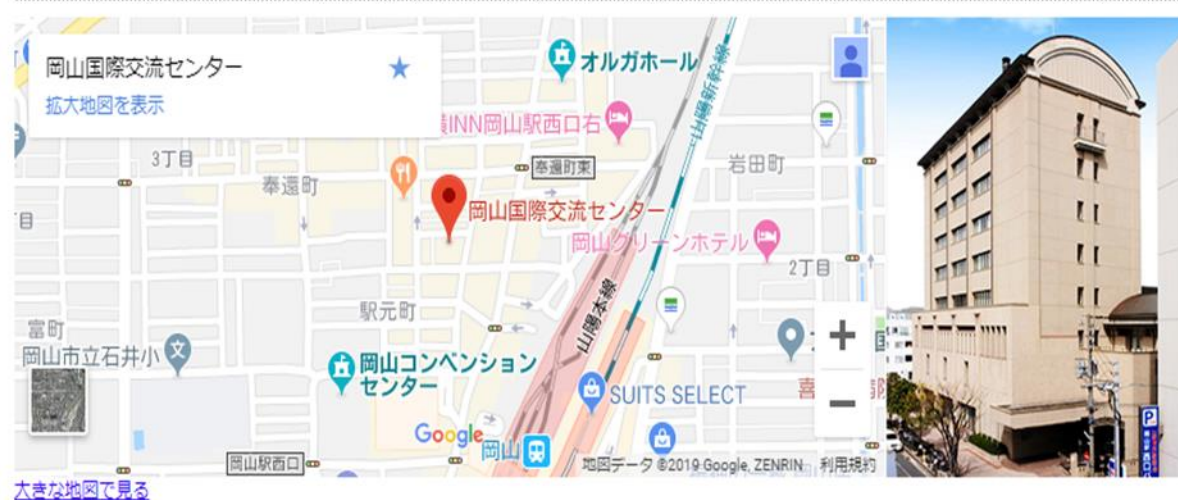 岡山国際交流センター
拡大地図を表示
オルガホール
山陽新幹線
INN岡山駅西口右
3丁目
奉還町東
岩田町
奉還町
岡山国際交流センター
岡山グリーンホテル
2丁目
駅元町
山陽本線
富町
岡山市立石井小
文
岡山コンベンション
センター
SUITS SELECT
Google
岡山
岡山駅西口
地図データ ©2019 Google, ZENRIN
利用規約
P
大きな地図で見る